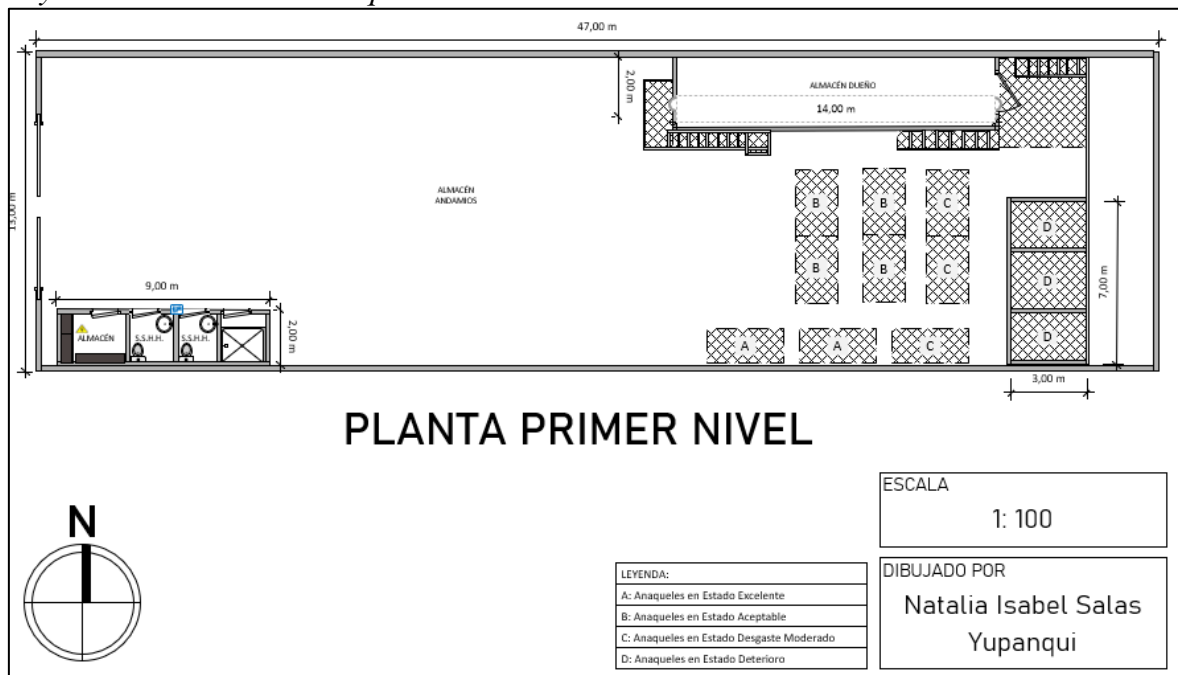 47,00 m
2,00 m
ALMACÉN DUEÑO
14,00 m
ALMACÉN
ANDAMIOS
13,00 m
B
B
C
B
B
C
D
D
D
7,00 m
9,00 m
2,00 m
ALMACÉN
S.S.H.H.
S.S.H.H.
A
A
C
3,00 m
PLANTA PRIMER NIVEL
N
ESCALA
1: 100
LEYENDA:
A: Anaqueles en Estado Excelente
B: Anaqueles en Estado Aceptable
C: Anaqueles en Estado Desgaste Moderado
D: Anaqueles en Estado Deterioro
DIBUJADO POR
Natalia Isabel Salas
Yupanqui